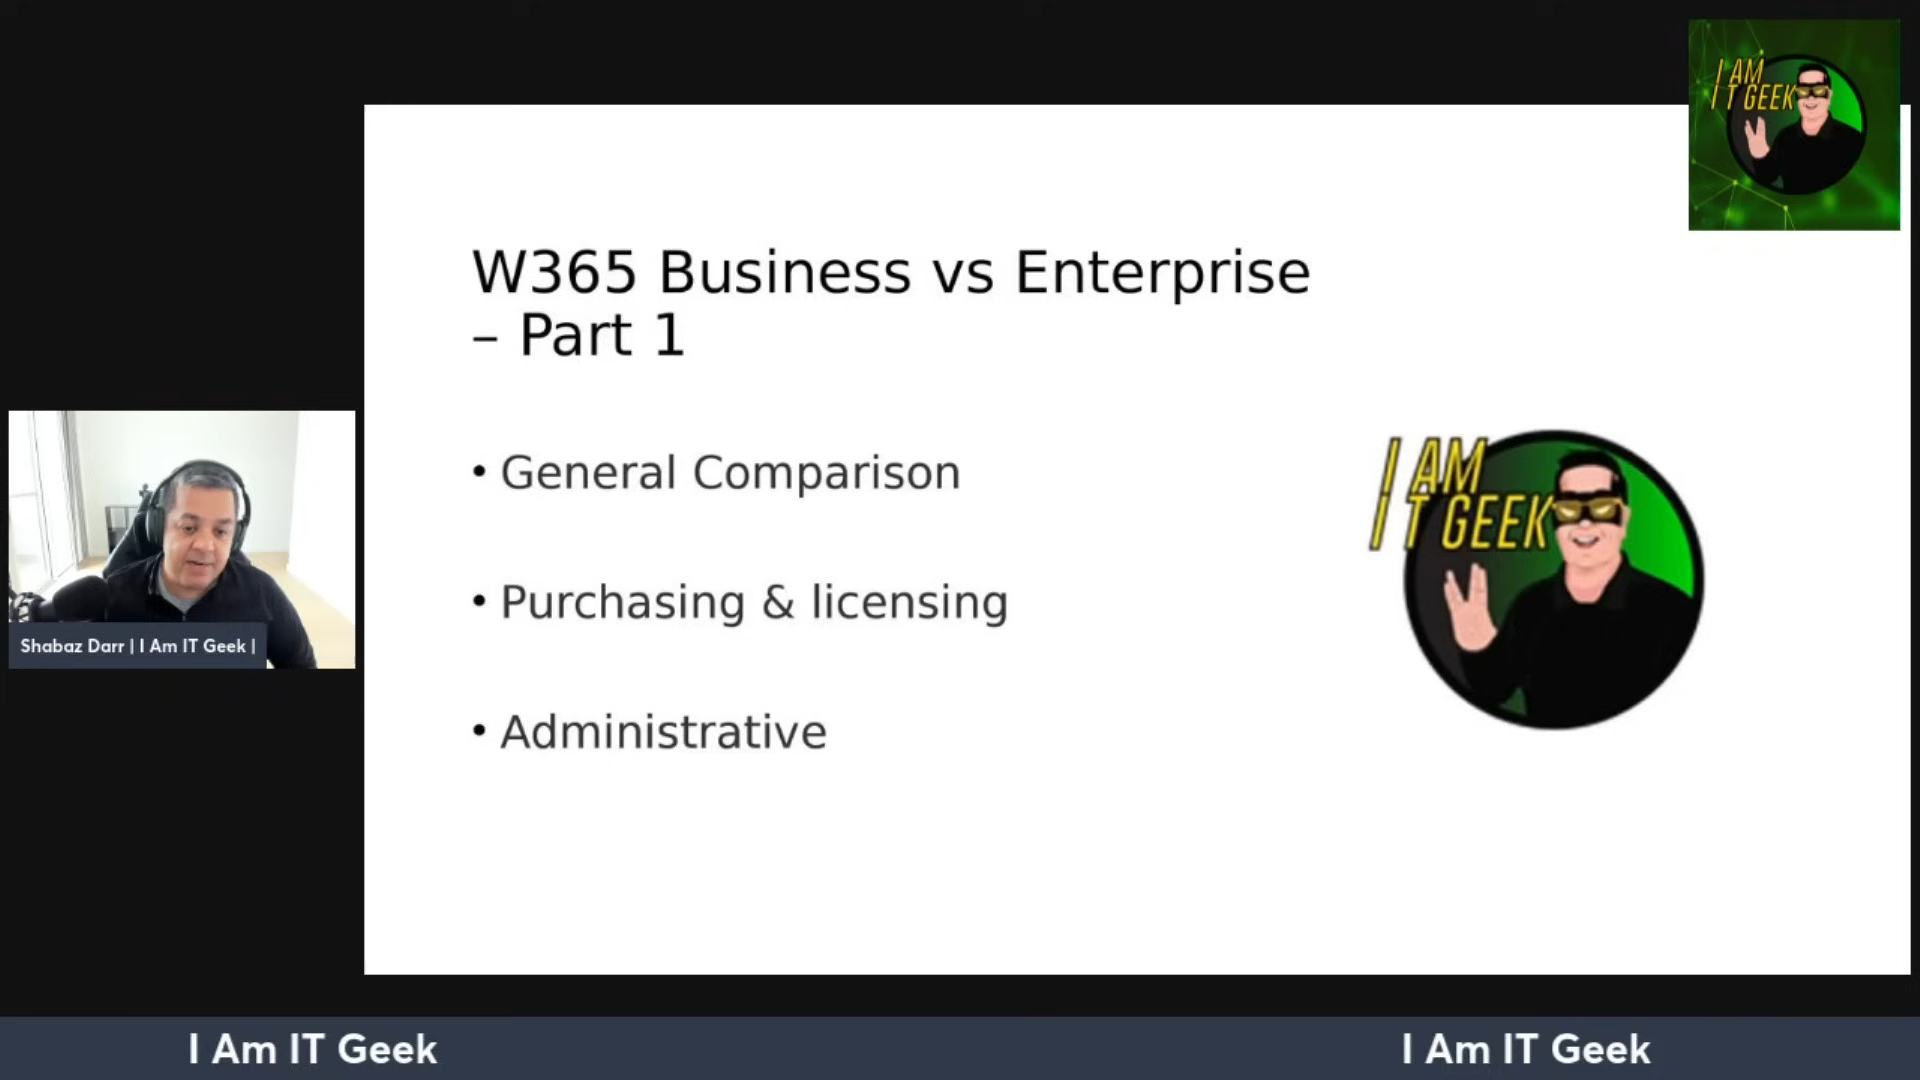 I AM
IT GEEK
W365 Business vs Enterprise
– Part 1
• General Comparison
• Purchasing & licensing
• Administrative
I AM
IT GEEK
Shabaz Darr | I Am IT Geek |
I Am IT Geek
I Am IT Geek